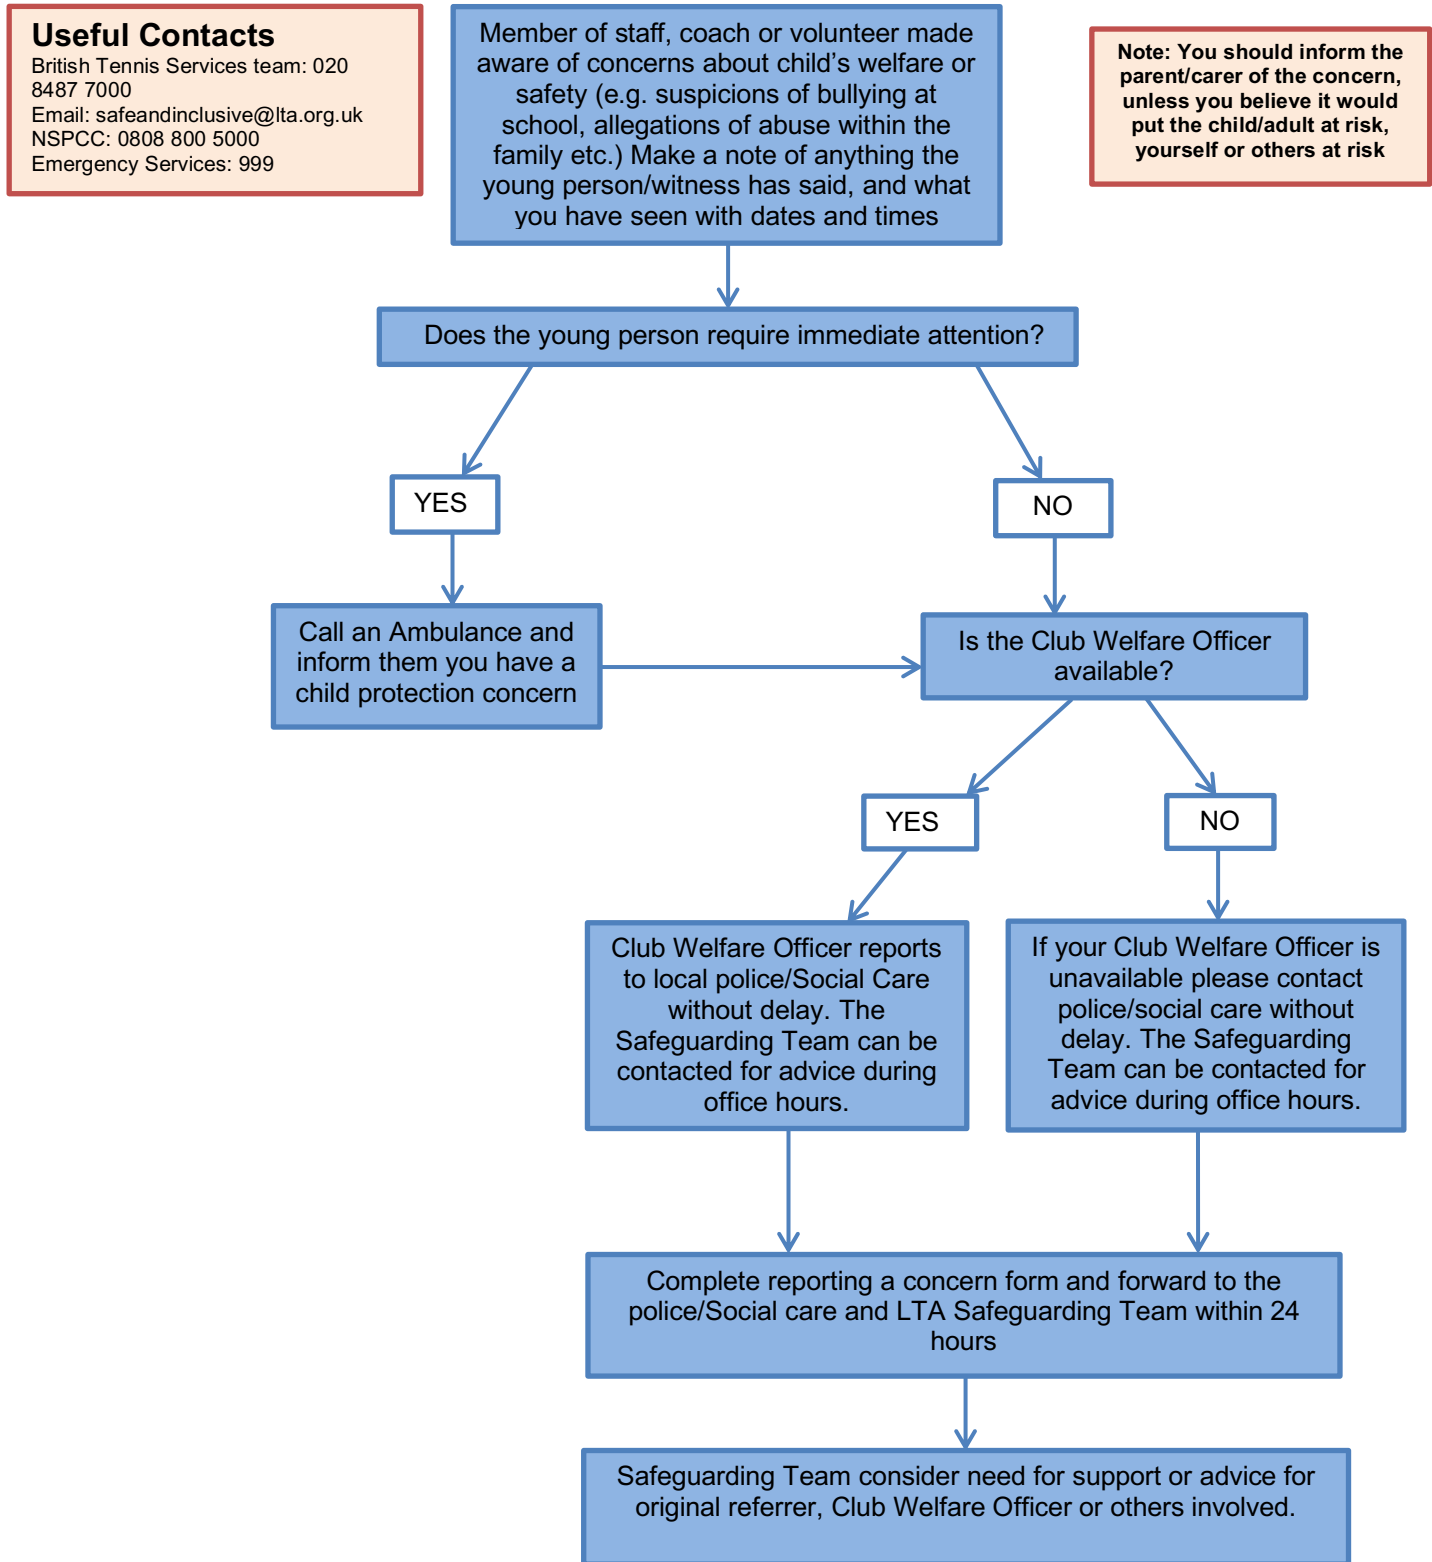 Useful Contacts
British Tennis Services team: 020
8487 7000
Email: safeandinclusive@lta.org.uk
NSPCC: 0808 800 5000
Emergency Services: 999
Member of staff, coach or volunteer made
aware of concerns about child's welfare or
safety (e.g. suspicions of bullying at
school, allegations of abuse within the
family etc.) Make a note of anything the
young person/witness has said, and what
you have seen with dates and times
Note: You should inform the
parent/carer of the concern,
unless you believe it would
put the child/adult at risk,
yourself or others at risk
Does the young person require immediate attention?
YES
NO
Call an Ambulance and
inform them you have a
child protection concern
Is the Club Welfare Officer
available?
YES
NO
Club Welfare Officer reports
to local police/Social Care
without delay. The
Safeguarding Team can be
contacted for advice during
office hours.
If your Club Welfare Officer is
unavailable please contact
police/social care without
delay. The Safeguarding
Team can be contacted for
advice during office hours.
Complete reporting a concern form and forward to the
police/Social care and LTA Safeguarding Team within 24
hours
Safeguarding Team consider need for support or advice for
original referrer, Club Welfare Officer or others involved.